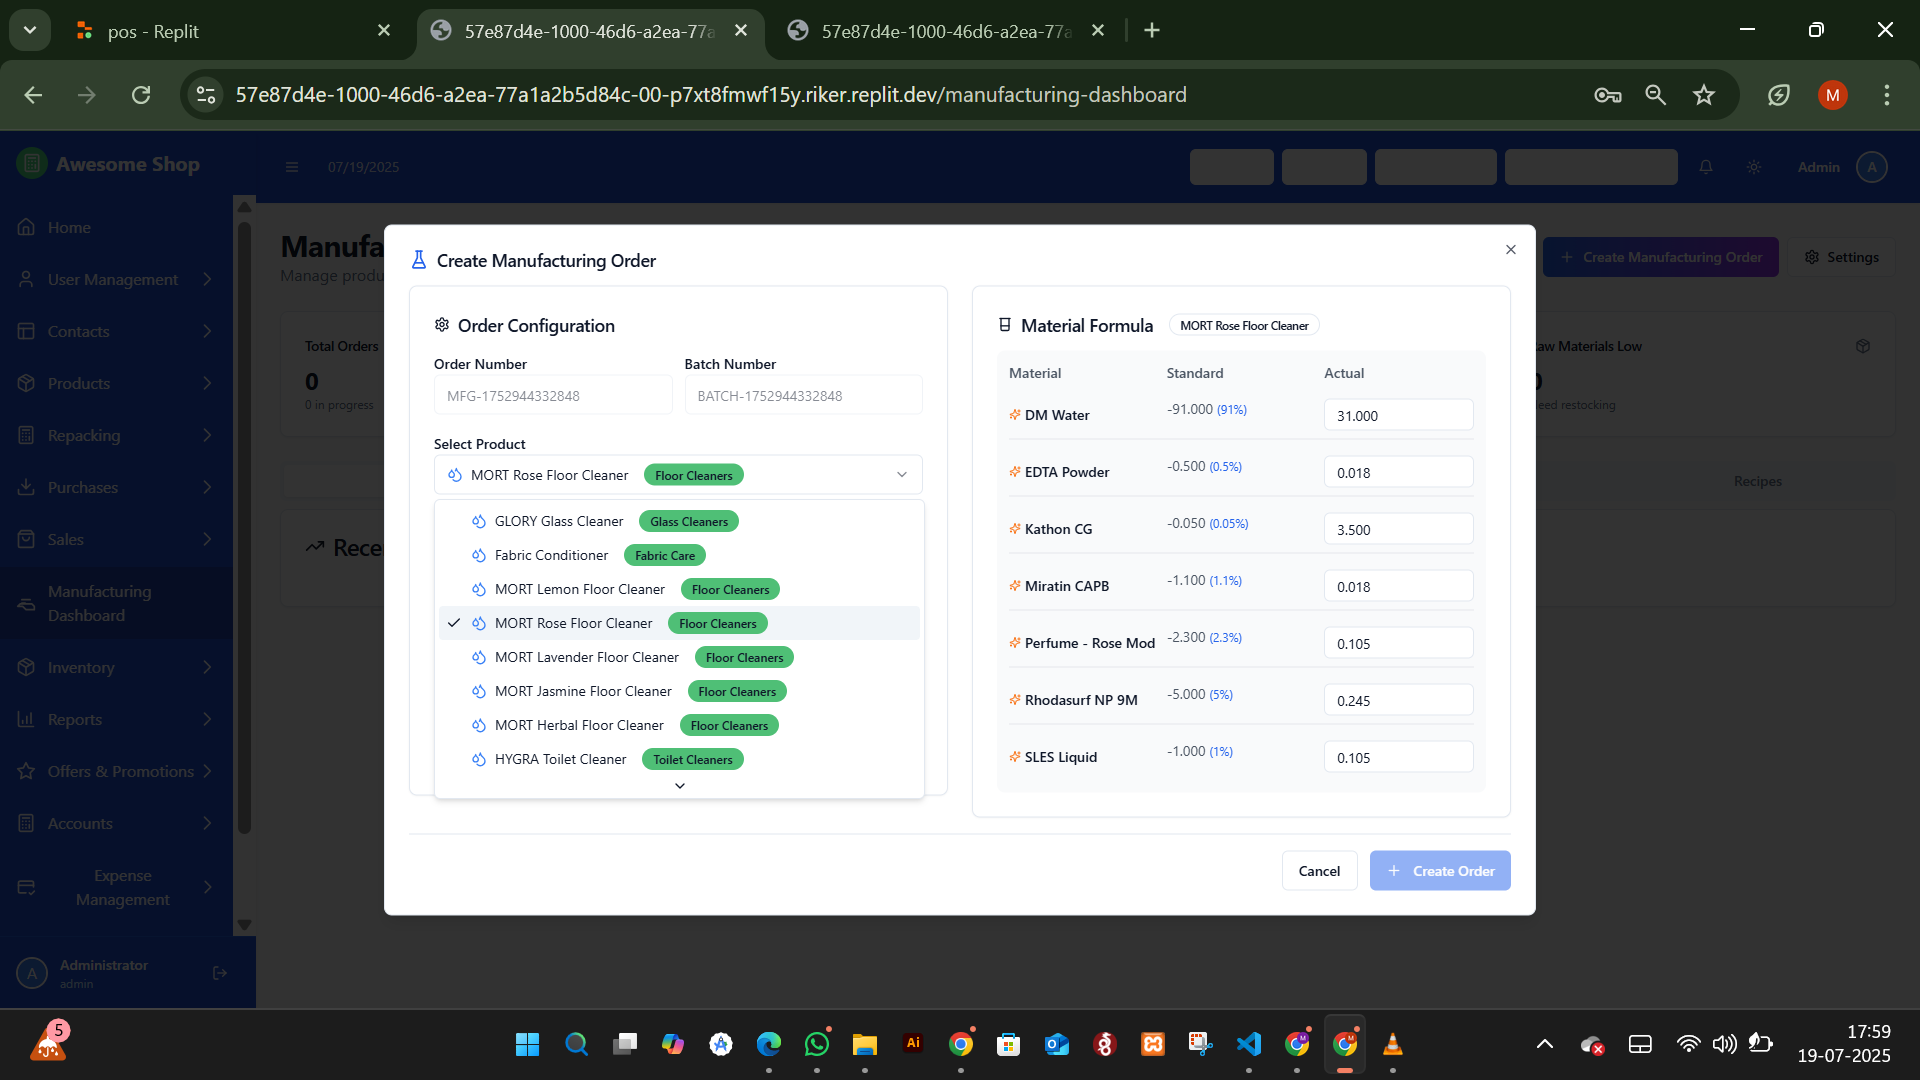 pos - Replit
57e87d4e-1000-46d6-a2ea-77a
57e87d4e-1000-46d6-a2ea-77a
57e87d4e-1000-46d6-a2ea-77a1a2b5d84c-00-p7xt8fmwf15y.riker.replit.dev/manufacturing-dashboard
M
Awesome Shop
07/19/2025
Admin
A
Home
User Management
Contacts
Products
Repacking
Purchases
Sales
Manufacturing
Dashboard
Inventory
Reports
Offers & Promotions
Accounts
Expense
Management
A
Administrator
admin
Manufa
Manage produ
Create Manufacturing Order
Settings
Total Orders
0
0 in progress
Raw Materials Low
0
Need restocking
Recipes
Rece
Create Manufacturing Order
Order Configuration
Order Number
Batch Number
MFG-1752944332848
BATCH-1752944332848
Select Product
MORT Rose Floor Cleaner Floor Cleaners
GLORY Glass Cleaner Glass Cleaners
Fabric Conditioner Fabric Care
MORT Lemon Floor Cleaner Floor Cleaners
MORT Rose Floor Cleaner Floor Cleaners
MORT Lavender Floor Cleaner Floor Cleaners
MORT Jasmine Floor Cleaner Floor Cleaners
MORT Herbal Floor Cleaner Floor Cleaners
HYGRA Toilet Cleaner Toilet Cleaners
Material Formula MORT Rose Floor Cleaner
Material Standard Actual
DM Water -91.000 (91%) 31.000
EDTA Powder -0.500 (0.5%) 0.018
Kathon CG -0.050 (0.05%) 3.500
Miratin CAPB -1.100 (1.1%) 0.018
Perfume - Rose Mod -2.300 (2.3%) 0.105
Rhodasurf NP 9M -5.000 (5%) 0.245
SLES Liquid -1.000 (1%) 0.105
Cancel
Create Order
5
Ai
17:59
19-07-2025